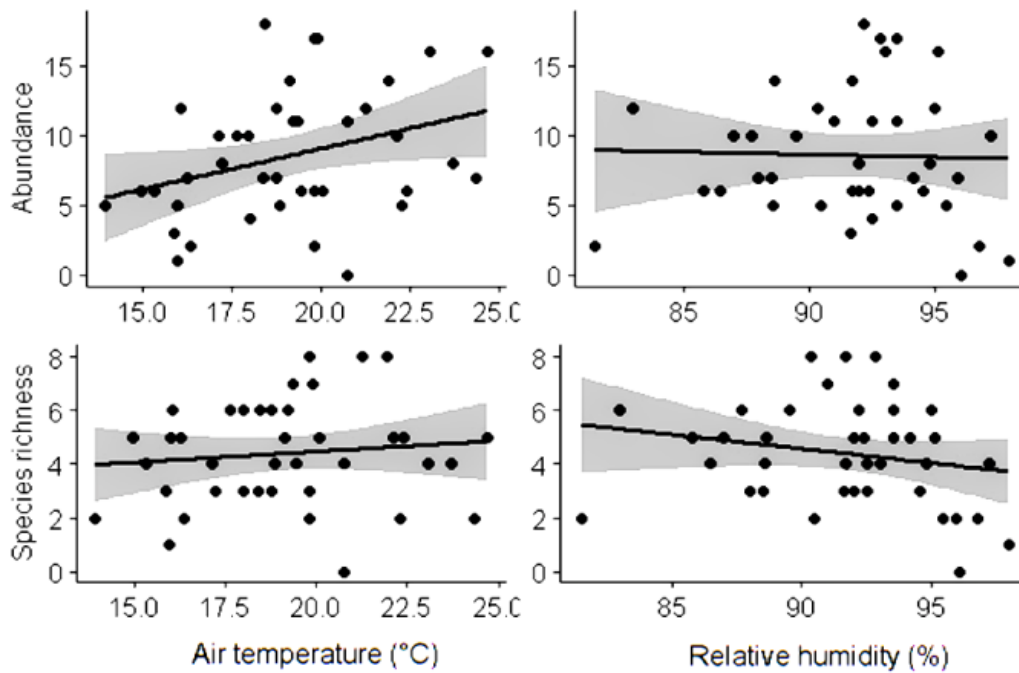 Abundance
15
10
5
0
15.0 17.5 20.0 22.5 25.0
85 90 95
Species richness
8
6
4
2
0
15.0 17.5 20.0 22.5 25.0
85 90 95
Air temperature (°C)
Relative humidity (%)
15
10
5
0
8
6
4
2
0